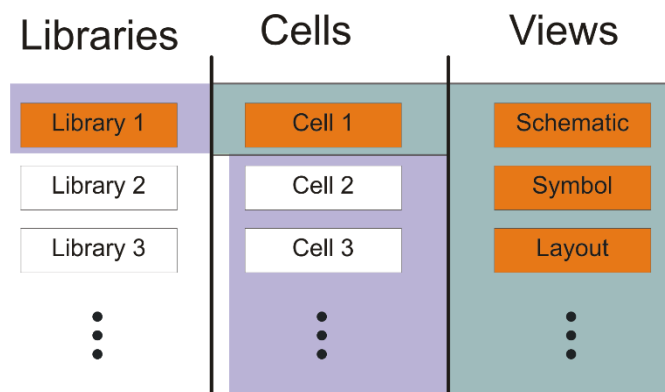 Libraries Cells Views
Library 1 Cell 1 Schematic
Library 2 Cell 2 Symbol
Library 3 Cell 3 Layout